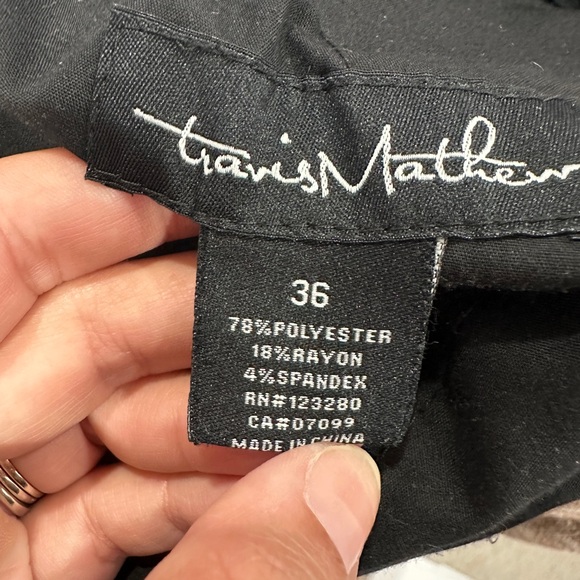 travisMathew
36
78%POLYESTER
18%RAYON
4%SPANDEX
RN#123280
CA#07099
MADE IN CHINA